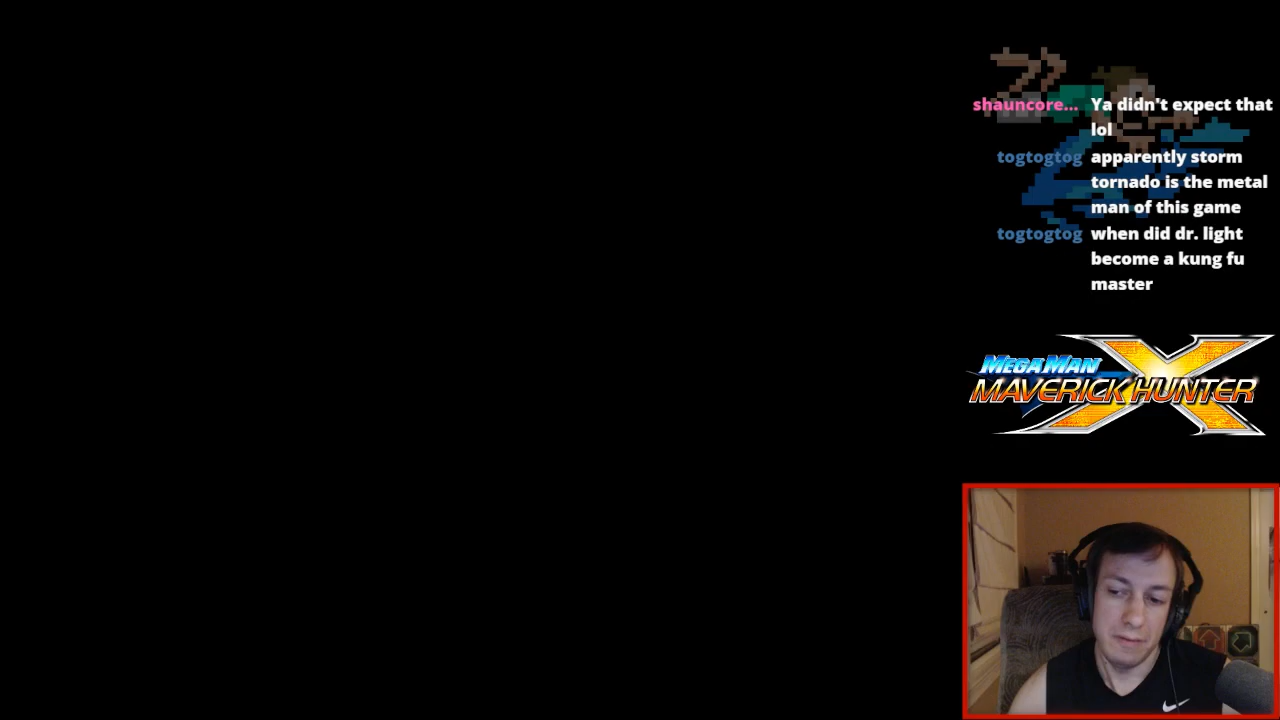 shauncore... Ya didn't expect that
lol
togtogtog apparently storm
tornado is the metal
man of this game
togtogtog when did dr. light
become a kung fu
master
MEGA MAN
MAVERICK HUNTER
X